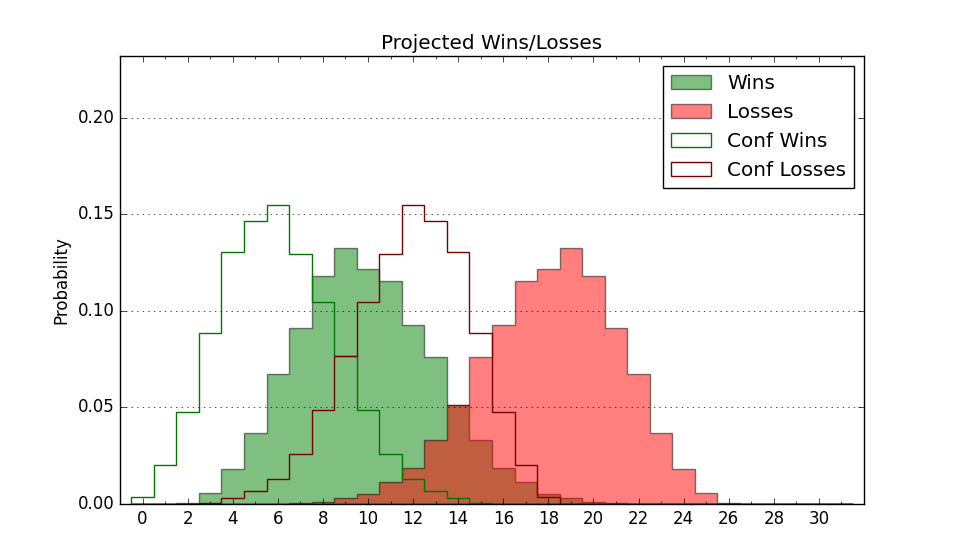 Projected Wins/Losses
Wins
Losses
Conf Wins
Conf Losses
Probability
0.20
0.15
0.10
0.05
0.00
0 2 4 6 8 10 12 14 16 18 20 22 24 26 28 30